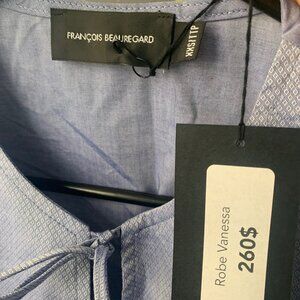 FRANÇOIS BEAUREGARD
XXS/TTP
Robe Vanessa
260$